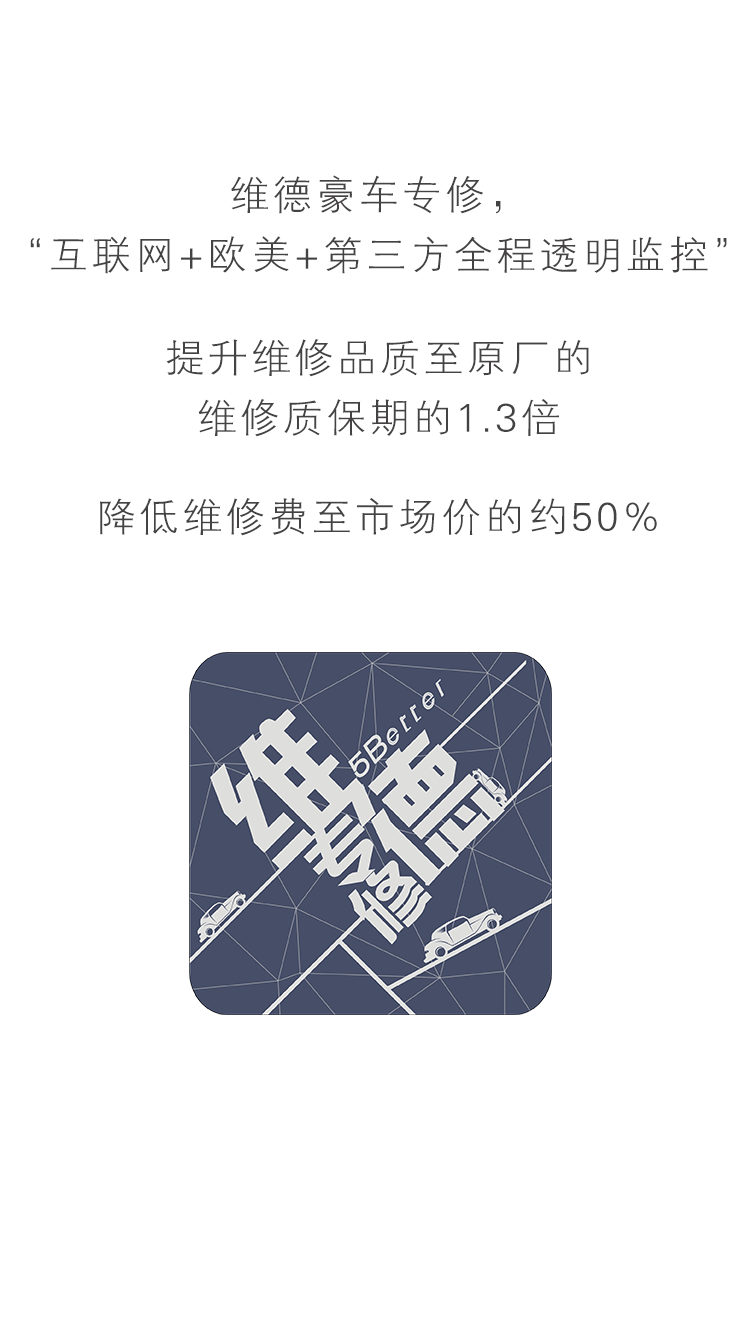 维德豪车专修，
“互联网+欧美+第三方全程透明监控”
提升维修品质至原厂的
维修质保期的1.3倍
降低维修费至市场价的约50%
5Berrer
维德
专修